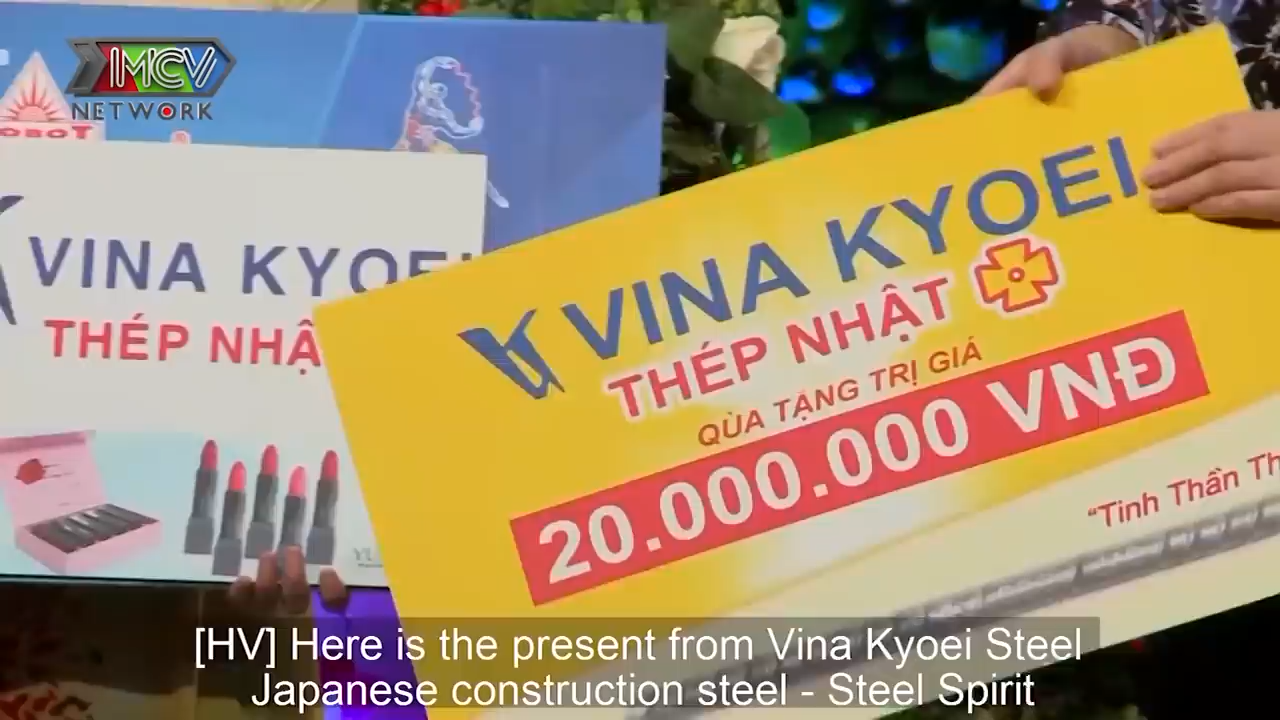 MCV
NETWORK
OBOT
VINA KYOEI
THÉP NHẬ
VINA KYOEI
THÉP NHẬT
QÙA TẶNG TRỊ GIÁ
20.000.000 VNĐ
“Tinh Thần Th
[HV] Here is the present from Vina Kyoei Steel
Japanese construction steel - Steel Spirit